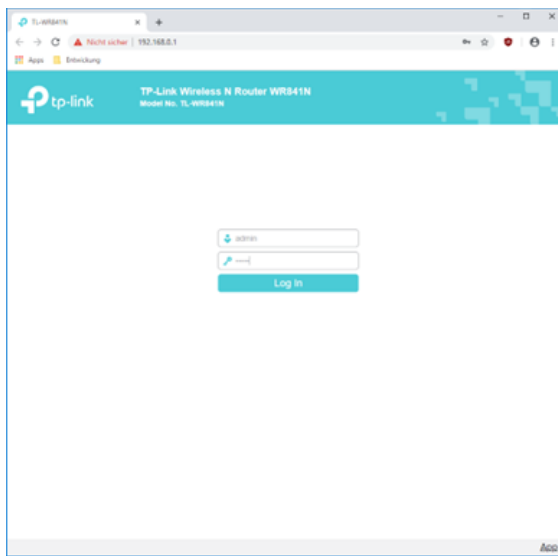 TL-WR841N
Nicht sicher | 192.168.0.1
Apps Entwicklung
tp-link
TP-Link Wireless N Router WR841N
Model No. TL-WR841N
admin
Log in
App